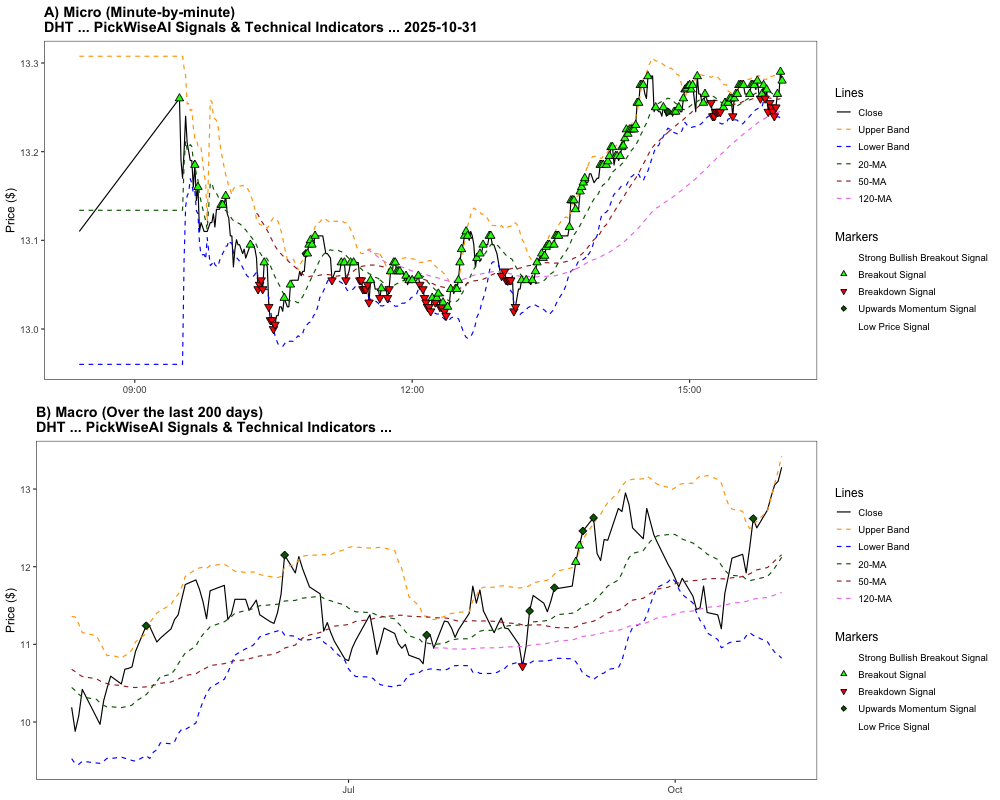 A) Micro (Minute-by-minute)
DHT ... PickWiseAI Signals & Technical Indicators ... 2025-10-31
Price ($)
13.3
13.2
13.1
13.0
09:00
12:00
15:00
Lines
Close
Upper Band
Lower Band
20-MA
50-MA
120-MA
Markers
Strong Bullish Breakout Signal
Breakout Signal
Breakdown Signal
Upwards Momentum Signal
Low Price Signal
B) Macro (Over the last 200 days)
DHT ... PickWiseAI Signals & Technical Indicators ...
Price ($)
13
12
11
10
Jul
Oct
Lines
Close
Upper Band
Lower Band
20-MA
50-MA
120-MA
Markers
Strong Bullish Breakout Signal
Breakout Signal
Breakdown Signal
Upwards Momentum Signal
Low Price Signal